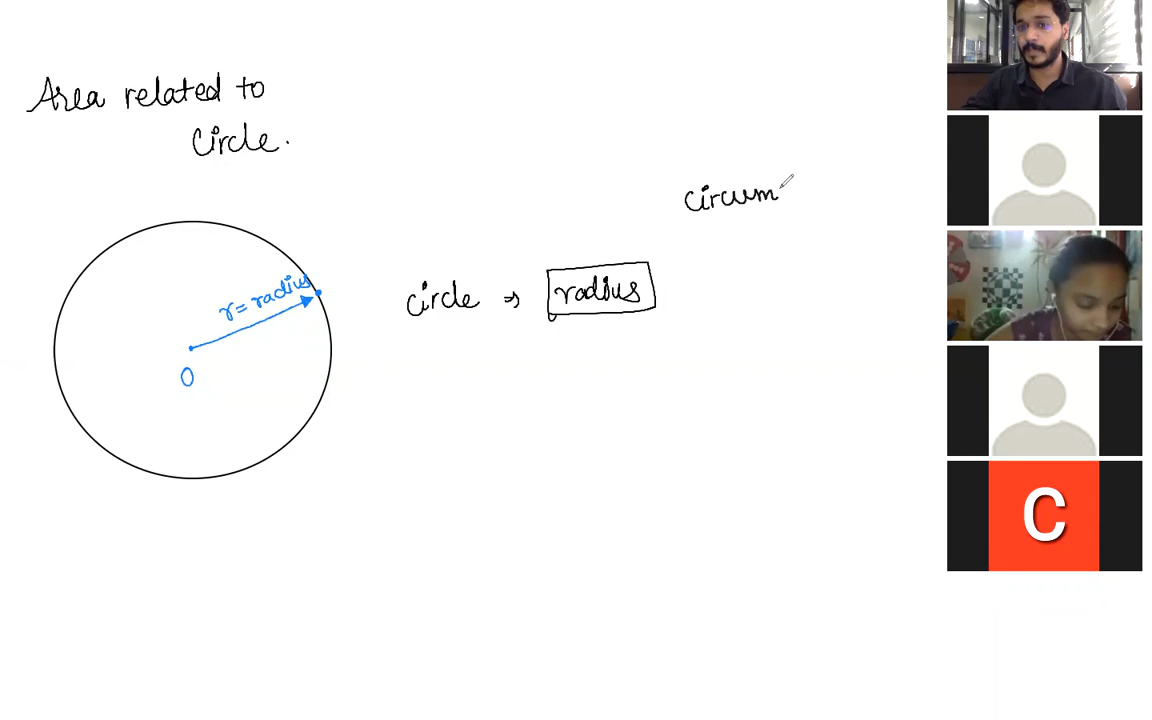 Area related to
Circle.
circum
r = radius
circle ⇒ radius
O
C